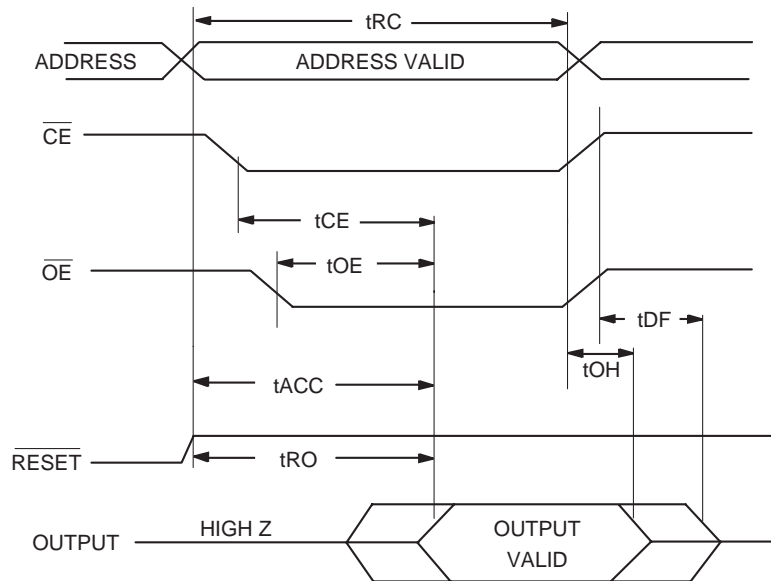 tRC
ADDRESS ADDRESS VALID
CE
tCE
tOE
OE
tDF
tOH
tACC
RESET
tRO
OUTPUT HIGH Z OUTPUT
VALID